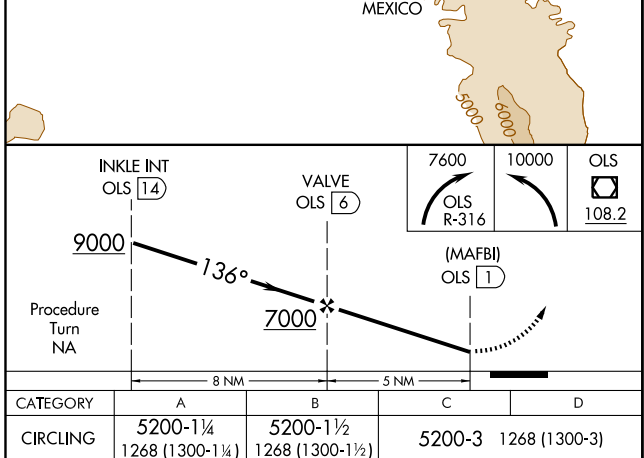 MEXICO
5000
6000
INKLE INT
OLS 14
VALVE
OLS 6
7600
OLS
R-316
10000
OLS
108.2
(MAFBI)
OLS 1
9000
136°
7000
Procedure
Turn
NA
8 NM
5 NM
CATEGORY A B C D
CIRCLING
5200-1¼
1268 (1300-1¼)
5200-1½
1268 (1300-1½)
5200-3 1268 (1300-3)